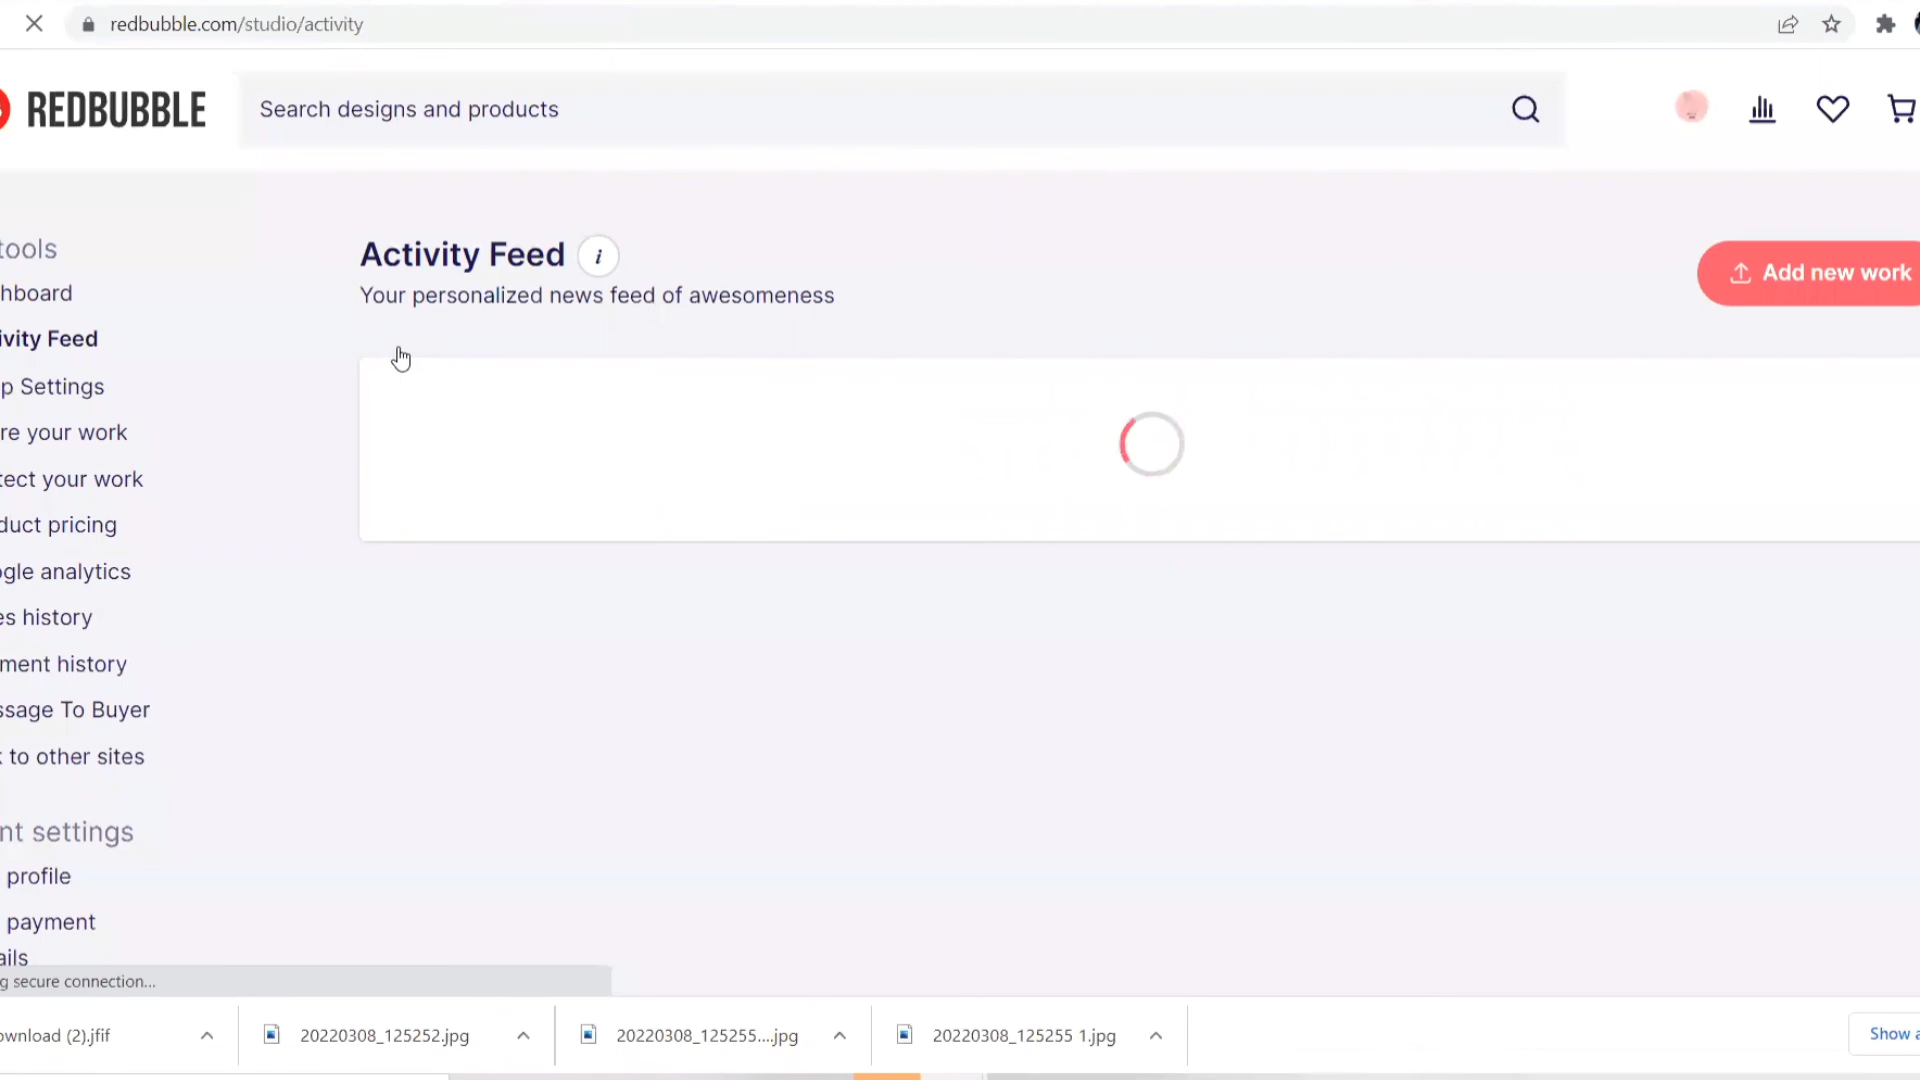 redbubble.com/studio/activity
REDBUBBLE
Search designs and products
tools
hboard
ivity Feed
p Settings
re your work
tect your work
duct pricing
gle analytics
es history
ment history
ssage To Buyer
to other sites
nt settings
profile
payment
ails
Activity Feed i
Your personalized news feed of awesomeness
Add new work
g secure connection...
ownload (2).jfif
20220308_125252.jpg
20220308_125255....jpg
20220308_125255 1.jpg
Show a